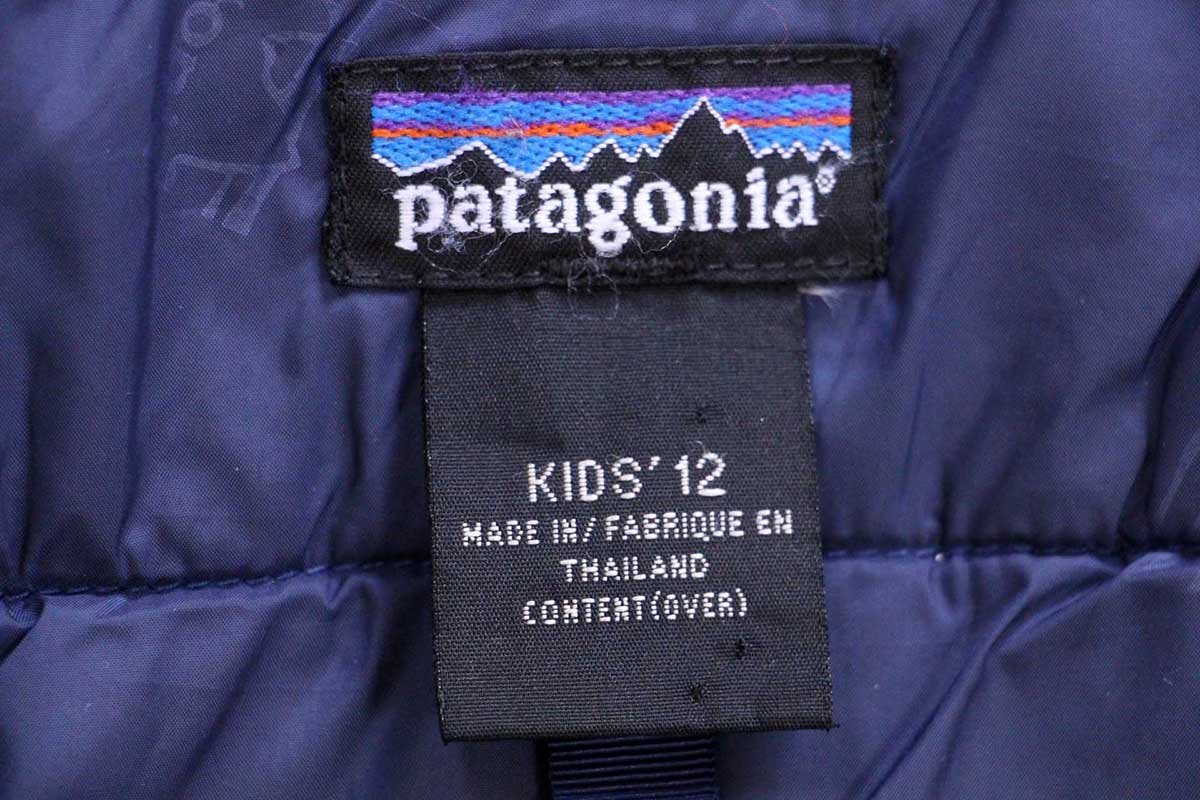 patagonia®
KIDS' 12
MADE IN/FABRIQUE EN
THAILAND
CONTENT(OVER)